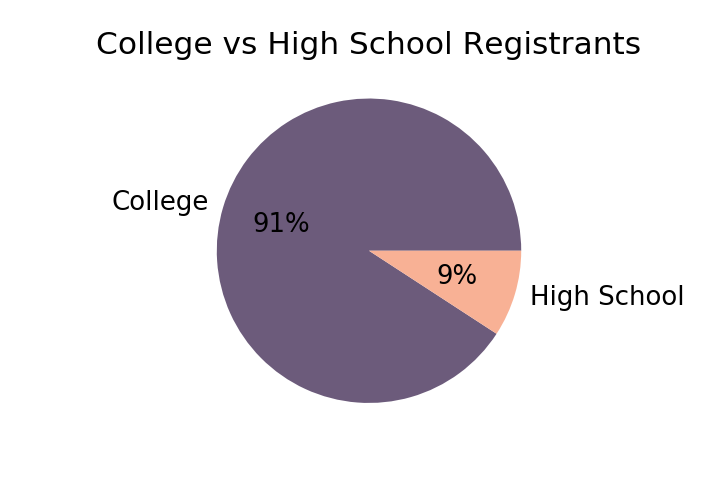 College vs High School Registrants
College
91%
9%
High School